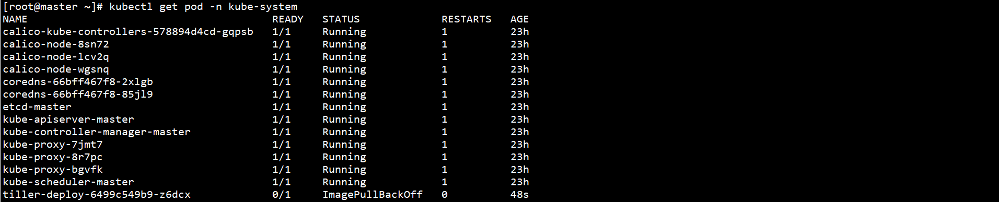 [root@master ~]# kubectl get pod -n kube-system
NAME READY STATUS RESTARTS AGE
calico-kube-controllers-578894d4cd-gqpsb 1/1 Running 1 23h
calico-node-8sn72 1/1 Running 1 23h
calico-node-lcv2q 1/1 Running 1 23h
calico-node-wgsnq 1/1 Running 1 23h
coredns-66bff467f8-2xlgb 1/1 Running 1 23h
coredns-66bff467f8-85jl9 1/1 Running 1 23h
etcd-master 1/1 Running 1 23h
kube-apiserver-master 1/1 Running 1 23h
kube-controller-manager-master 1/1 Running 1 23h
kube-proxy-7jmt7 1/1 Running 1 23h
kube-proxy-8r7pc 1/1 Running 1 23h
kube-proxy-bgvfk 1/1 Running 1 23h
kube-scheduler-master 1/1 Running 1 23h
tiller-deploy-6499c549b9-z6dcx 0/1 ImagePullBackOff 0 48s